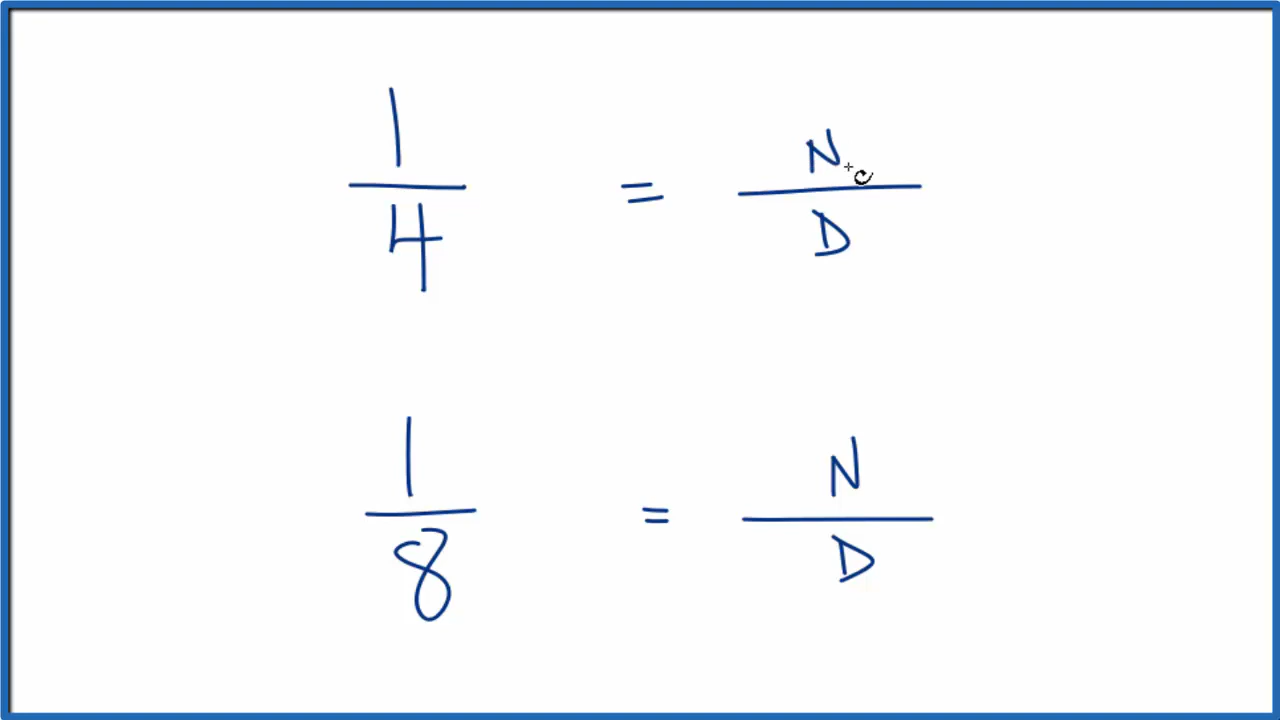 1/4 = N/D
1/8 = N/D